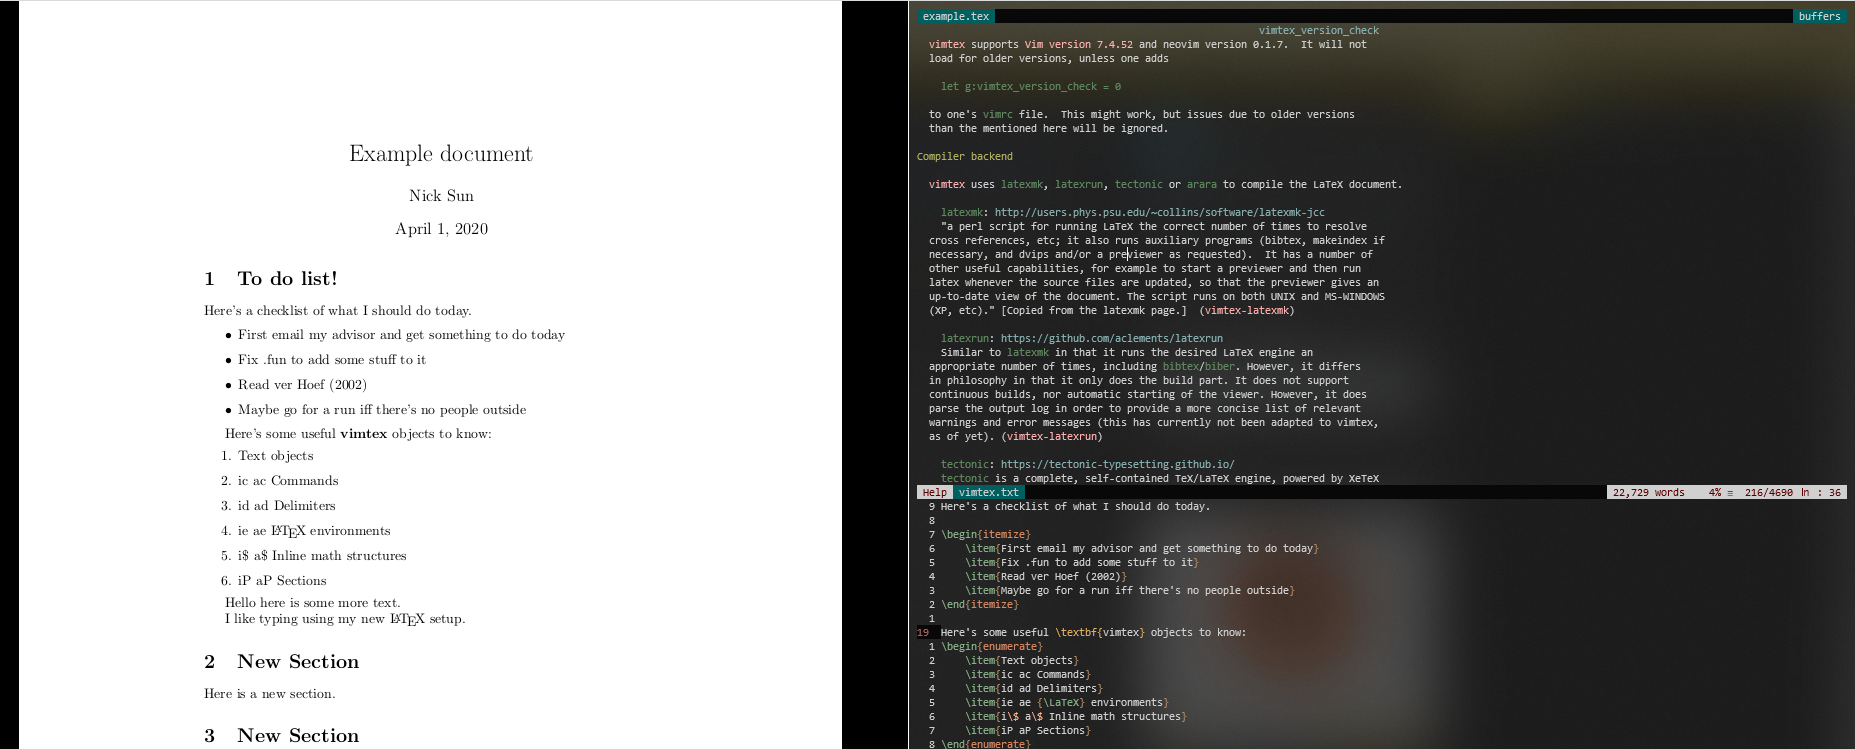 Example document
Nick Sun
April 1, 2020
1 To do list!
Here's a checklist of what I should do today.
• First email my advisor and get something to do today
• Fix .fun to add some stuff to it
• Read ver Hoef (2002)
• Maybe go for a run iff there's no people outside
Here's some useful vimtex objects to know:
1. Text objects
2. ic ac Commands
3. id ad Delimiters
4. ie ae LATEX environments
5. i$ a$ Inline math structures
6. iP aP Sections
Hello here is some more text.
I like typing using my new LATEX setup.
2 New Section
Here is a new section.
3 New Section
example.tex buffers
vimtex_version_check
vimtex supports Vim version 7.4.52 and neovim version 0.1.7. It will not
load for older versions, unless one adds
let g:vimtex_version_check = 0
to one's vimrc file. This might work, but issues due to older versions
than the mentioned here will be ignored.
Compiler backend
vimtex uses latexmk, latexrun, tectonic or arara to compile the LaTeX document.
latexmk: http://users.phys.psu.edu/~collins/software/latexmk-jcc
"a perl script for running LaTeX the correct number of times to resolve
cross references, etc; it also runs auxiliary programs (bibtex, makeindex if
necessary, and dvips and/or a previewer as requested). It has a number of
other useful capabilities, for example to start a previewer and then run
latex whenever the source files are updated, so that the previewer gives an
up-to-date view of the document. The script runs on both UNIX and MS-WINDOWS
(XP, etc)." [Copied from the latexmk page.] (vimtex-latexmk)
latexrun: https://github.com/aclements/latexrun
Similar to latexmk in that it runs the desired LaTeX engine an
appropriate number of times, including bibtex/biber. However, it differs
in philosophy in that it only does the build part. It does not support
continuous builds, nor automatic starting of the viewer. However, it does
parse the output log in order to provide a more concise list of relevant
warnings and error messages (this has currently not been adapted to vimtex,
as of yet). (vimtex-latexrun)
tectonic: https://tectonic-typesetting.github.io/
tectonic is a complete, self-contained TeX/LaTeX engine, powered by XeTeX
Help vimtex.txt 22,729 words 4% ≡ 216/4690 ln : 36
9 Here's a checklist of what I should do today.
8
7 \begin{itemize}
6 \item{First email my advisor and get something to do today}
5 \item{Fix .fun to add some stuff to it}
4 \item{Read ver Hoef (2002)}
3 \item{Maybe go for a run iff there's no people outside}
2 \end{itemize}
1
19 Here's some useful \textbf{vimtex} objects to know:
1 \begin{enumerate}
2 \item{Text objects}
3 \item{ic ac Commands}
4 \item{id ad Delimiters}
5 \item{ie ae {\LaTeX} environments}
6 \item{i\$ a\$ Inline math structures}
7 \item{iP aP Sections}
8 \end{enumerate}